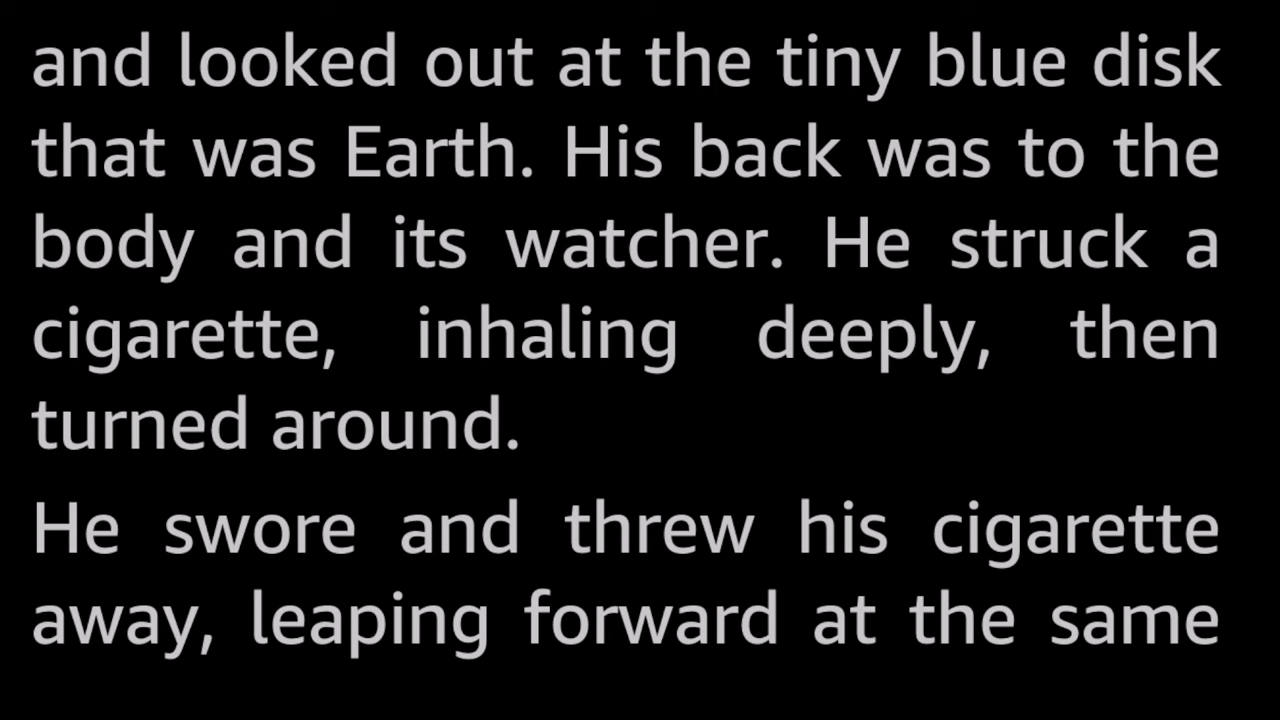 and looked out at the tiny blue disk
that was Earth. His back was to the
body and its watcher. He struck a
cigarette, inhaling deeply, then
turned around.
He swore and threw his cigarette
away, leaping forward at the same